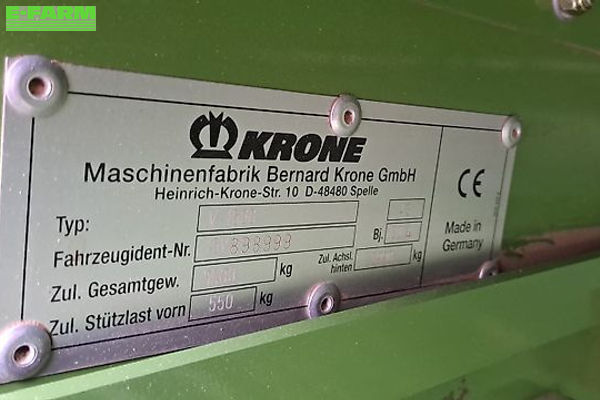 E-FARM
KRONE
Maschinenfabrik Bernard Krone GmbH
Heinrich-Krone-Str. 10 D-48480 Spelle
CE
Typ:
Fahrzeugident-Nr. Bj.
Zul. Gesamtgew. kg Zul. Achsl. hinten kg
Zul. Stützlast vorn 550 kg
Made in
Germany